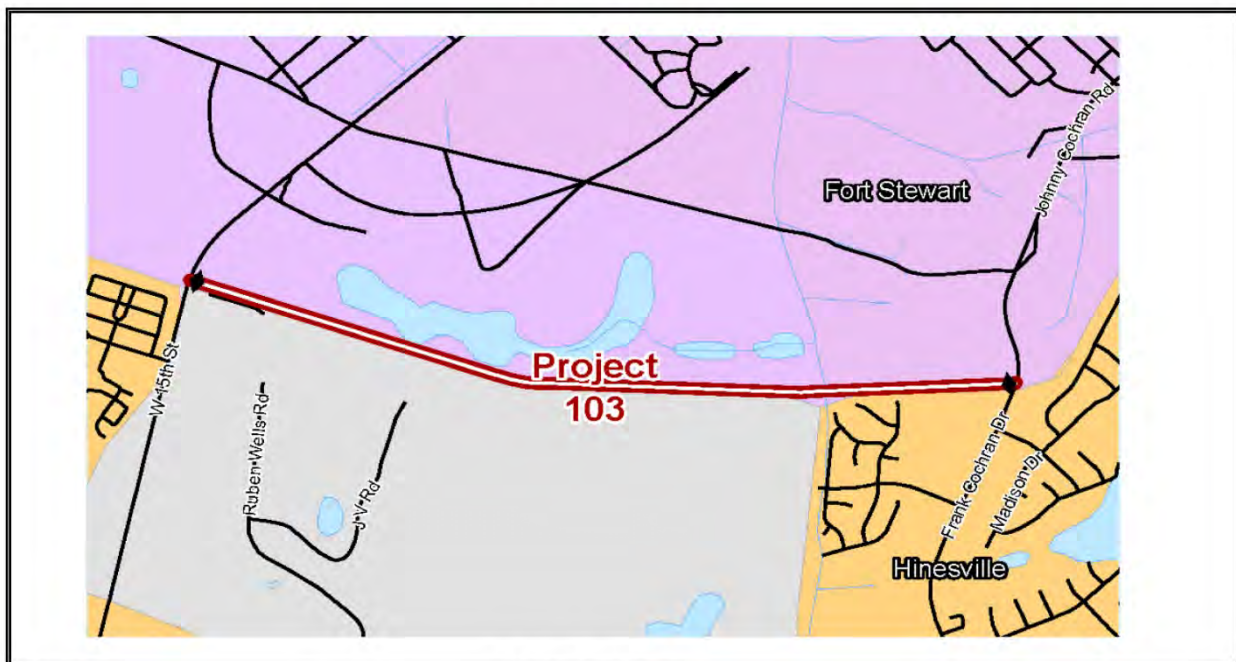 Johnny Cochran Rd
Fort Stewart
Project
103
W 15th St
Ruben Wells Rd
J V Rd
Frank Cochran Dr
Madison Dr
Hinesville